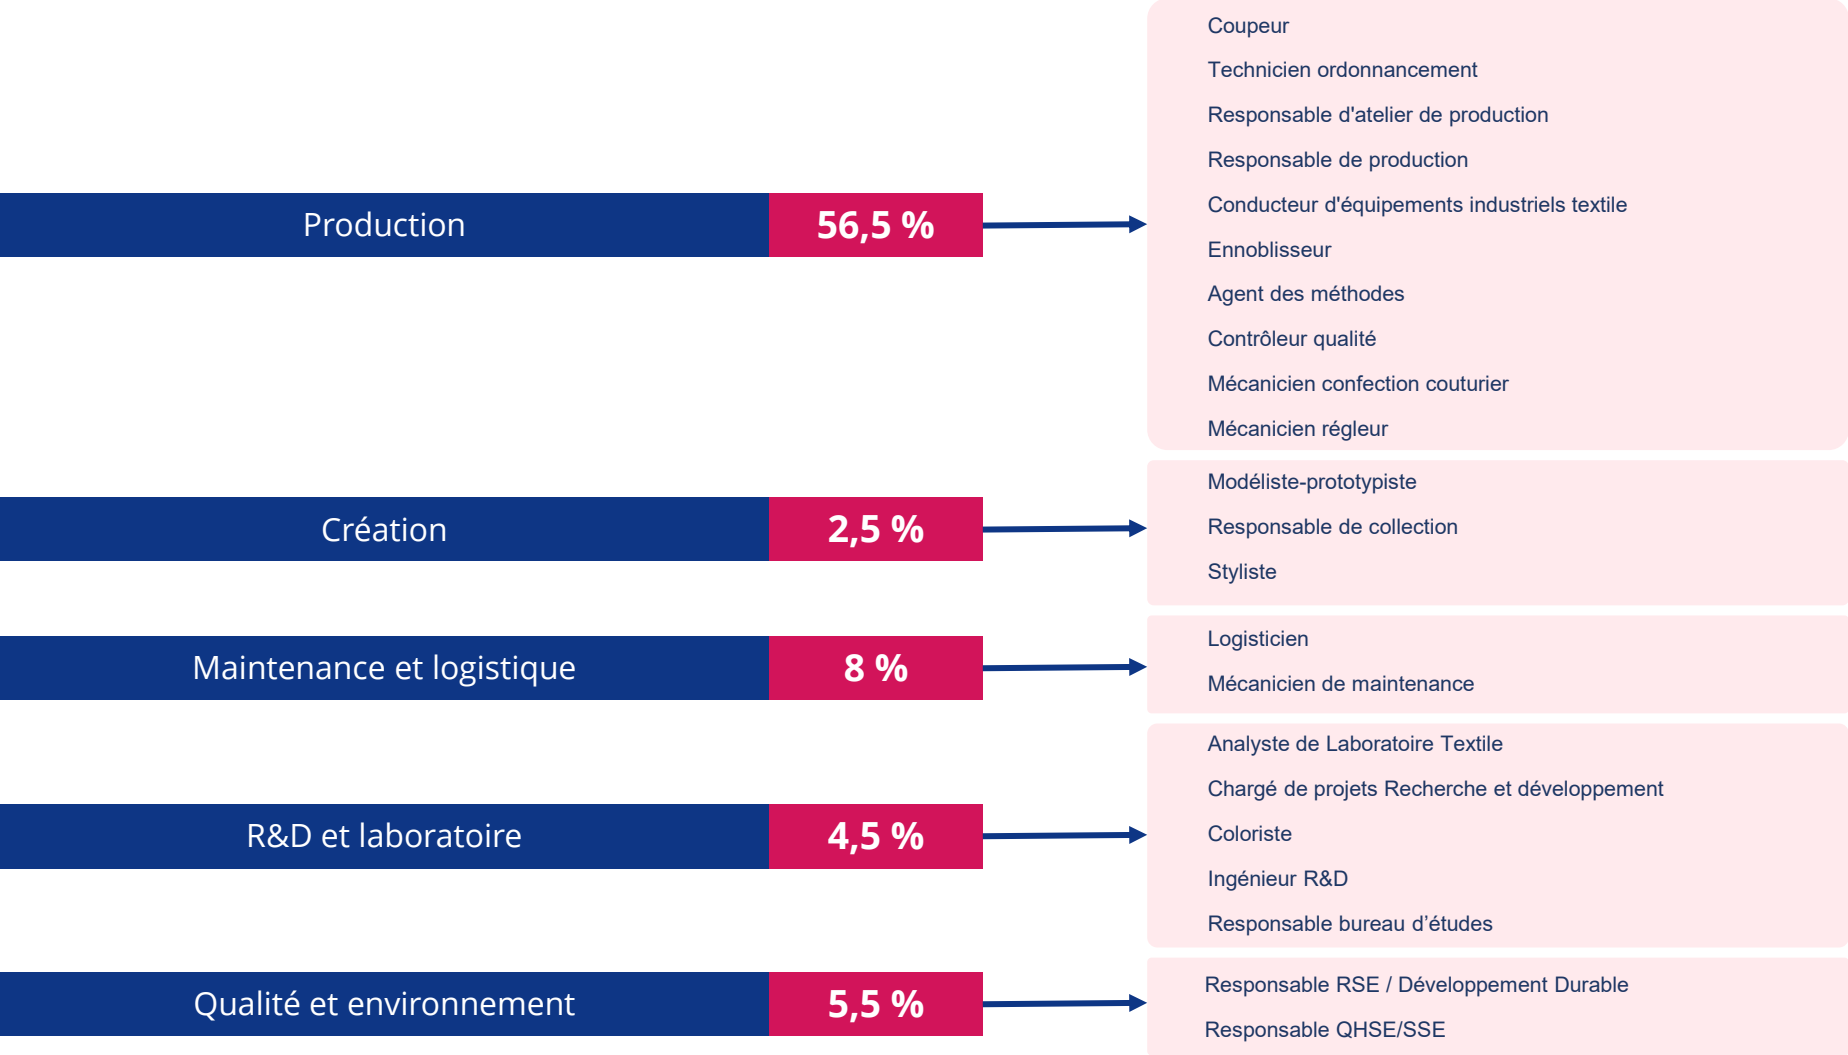 Production
56,5 %
Coupeur
Technicien ordonnancement
Responsable d'atelier de production
Responsable de production
Conducteur d'équipements industriels textile
Ennoblisseur
Agent des méthodes
Contrôleur qualité
Mécanicien confection couturier
Mécanicien régleur
Création
2,5 %
Modéliste-prototypiste
Responsable de collection
Styliste
Maintenance et logistique
8 %
Logisticien
Mécanicien de maintenance
R&D et laboratoire
4,5 %
Analyste de Laboratoire Textile
Chargé de projets Recherche et développement
Coloriste
Ingénieur R&D
Responsable bureau d’études
Qualité et environnement
5,5 %
Responsable RSE / Développement Durable
Responsable QHSE/SSE